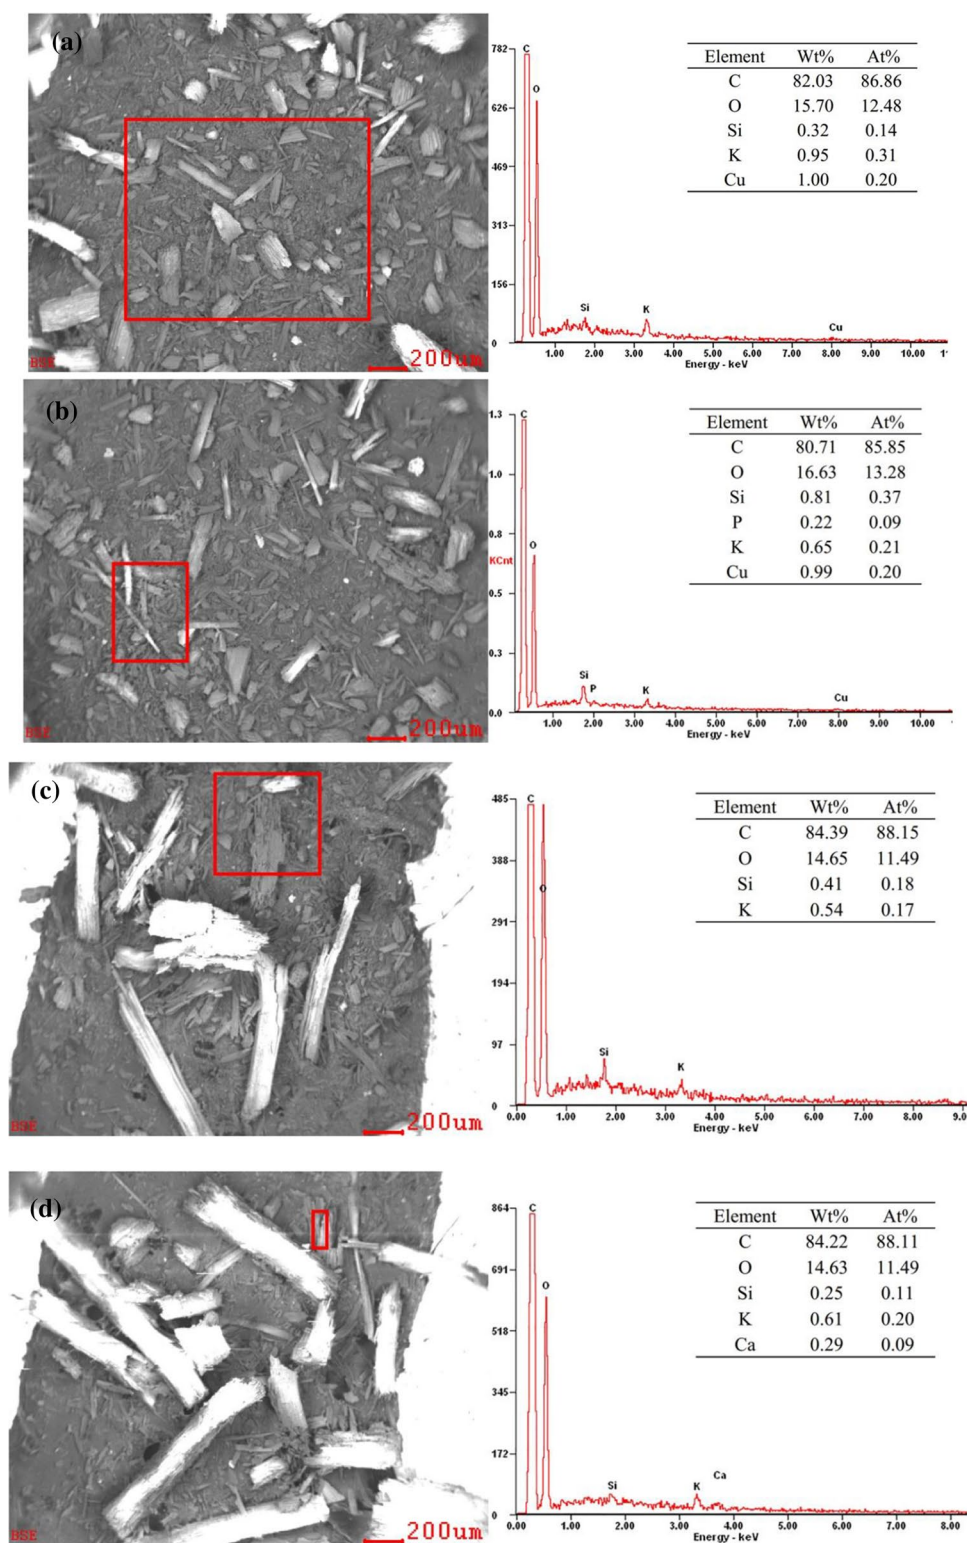 (a)
BSE
200um
782
626
469
313
156
0
C
O
Si
K
Cu
1.00 2.00 3.00 4.00 5.00 6.00 7.00 8.00 9.00 10.00 1
Energy - keV
Element Wt% At%
C 82.03 86.86
O 15.70 12.48
Si 0.32 0.14
K 0.95 0.31
Cu 1.00 0.20
(b)
BSE
200um
1.3
1.0
0.8
KCnt
0.5
0.3
0.0
C
O
Si
P
K
Cu
1.00 2.00 3.00 4.00 5.00 6.00 7.00 8.00 9.00 10.00
Energy - keV
Element Wt% At%
C 80.71 85.85
O 16.63 13.28
Si 0.81 0.37
P 0.22 0.09
K 0.65 0.21
Cu 0.99 0.20
(c)
BSE
200um
485
388
291
194
97
0
C
O
Si
K
0.00 1.00 2.00 3.00 4.00 5.00 6.00 7.00 8.00 9.0
Energy - keV
Element Wt% At%
C 84.39 88.15
O 14.65 11.49
Si 0.41 0.18
K 0.54 0.17
(d)
BSE
200um
864
691
518
345
172
0
C
O
Si
K
Ca
0.00 1.00 2.00 3.00 4.00 5.00 6.00 7.00 8.0
Energy - keV
Element Wt% At%
C 84.22 88.11
O 14.63 11.49
Si 0.25 0.11
K 0.61 0.20
Ca 0.29 0.09